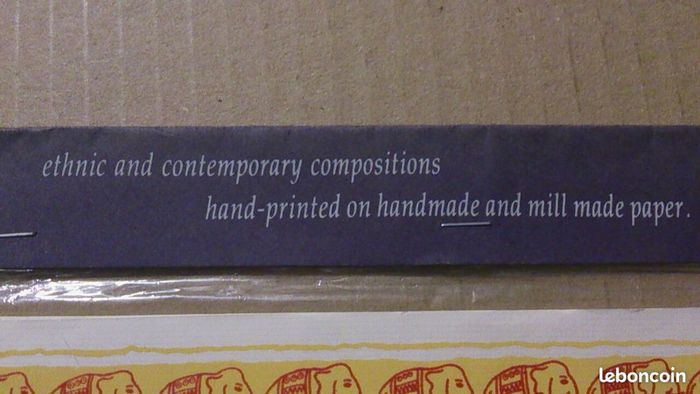 ethnic and contemporary compositions
hand-printed on handmade and mill made paper.
leboncoin